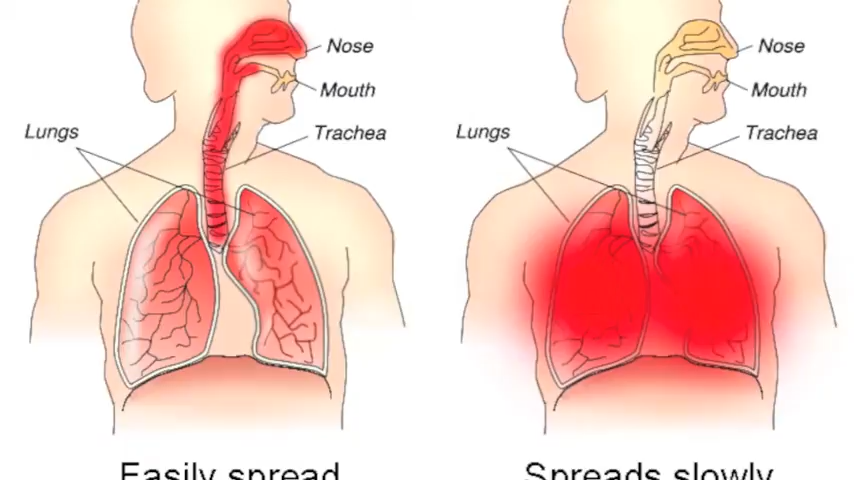 Nose
Mouth
Lungs
Trachea
Nose
Mouth
Lungs
Trachea
Easily spread
Spreads slowly